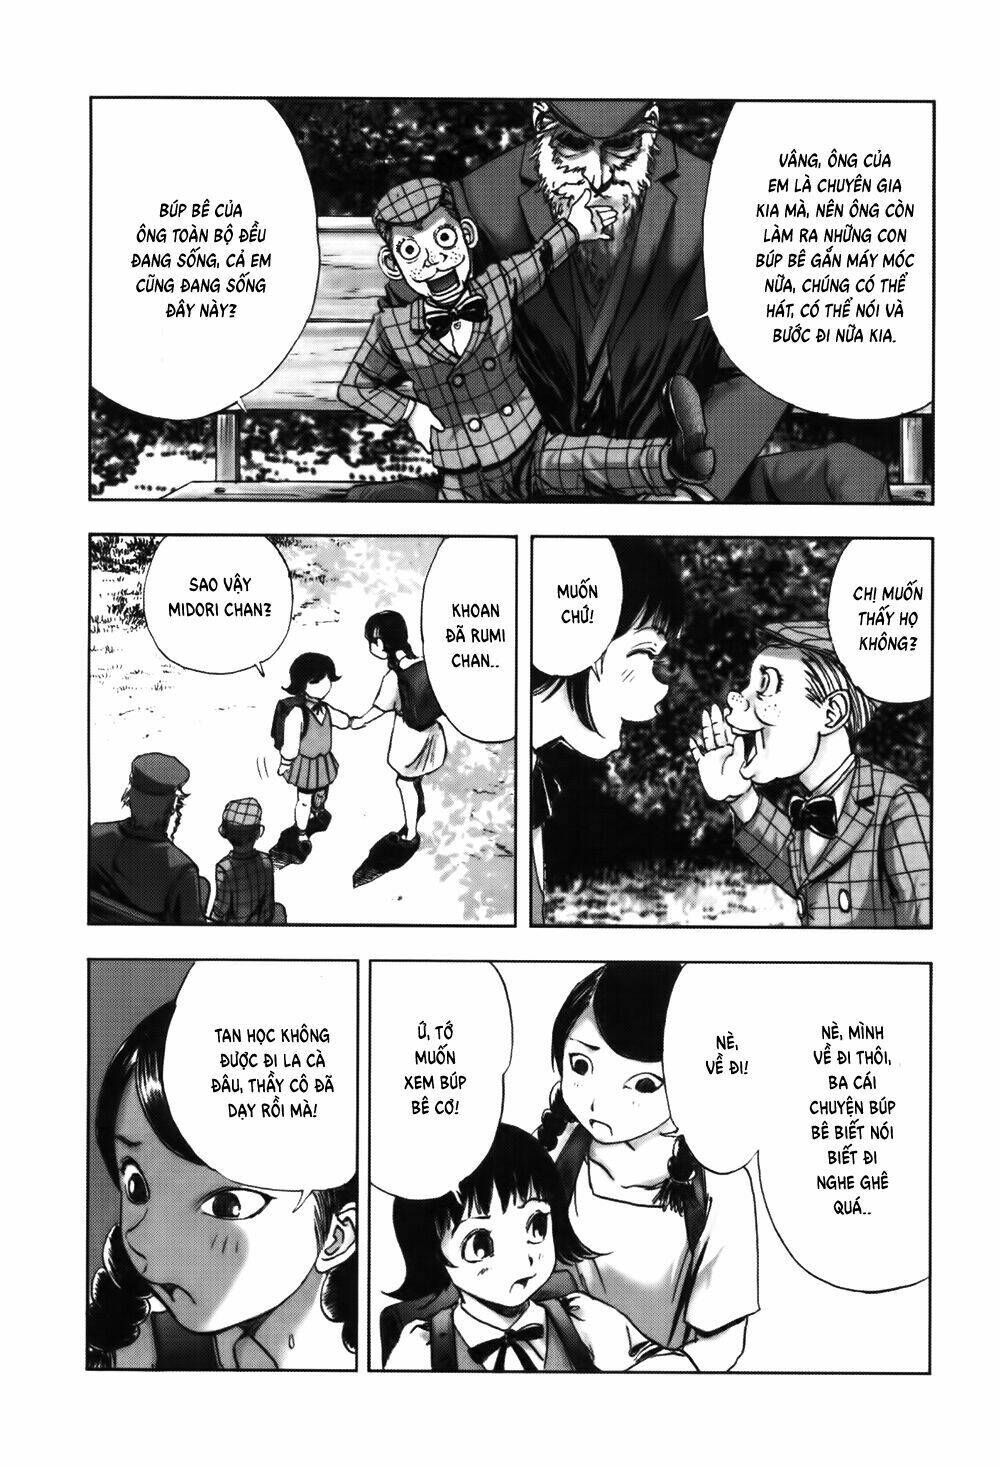 VÂNG, ÔNG CỦA
EM LÀ CHUYÊN GIA
KIA MÀ, NÊN ÔNG CÒN
LÀM RA NHỮNG CON
BÚP BÊ GẮN MÁY MÓC
NỮA, CHÚNG CÓ THỂ
HÁT, CÓ THỂ NÓI VÀ
BƯỚC ĐI NỮA KIA.
BÚP BÊ CỦA
ÔNG TOÀN BỘ ĐỀU
ĐANG SỐNG, CẢ EM
CŨNG ĐANG SỐNG
ĐÂY NÀY?
CHỊ MUỐN
THẤY HỌ
KHÔNG?
MUỐN
CHỨ!
KHOAN
ĐÃ RUMI
CHAN..
SAO VẬY
MIDORI CHAN?
NÈ, MÌNH
VỀ ĐI THÔI,
BA CÁI
CHUYỆN BÚP
BÊ BIẾT NÓI
BIẾT ĐI
NGHE GHÊ
QUÁ..
NÈ,
VỀ ĐI!
Ứ, TỚ
MUỐN
XEM BÚP
BÊ CƠ!
TAN HỌC KHÔNG
ĐƯỢC ĐI LA CÀ
ĐÂU, THẦY CÔ ĐÃ
DẠY RỒI MÀ!